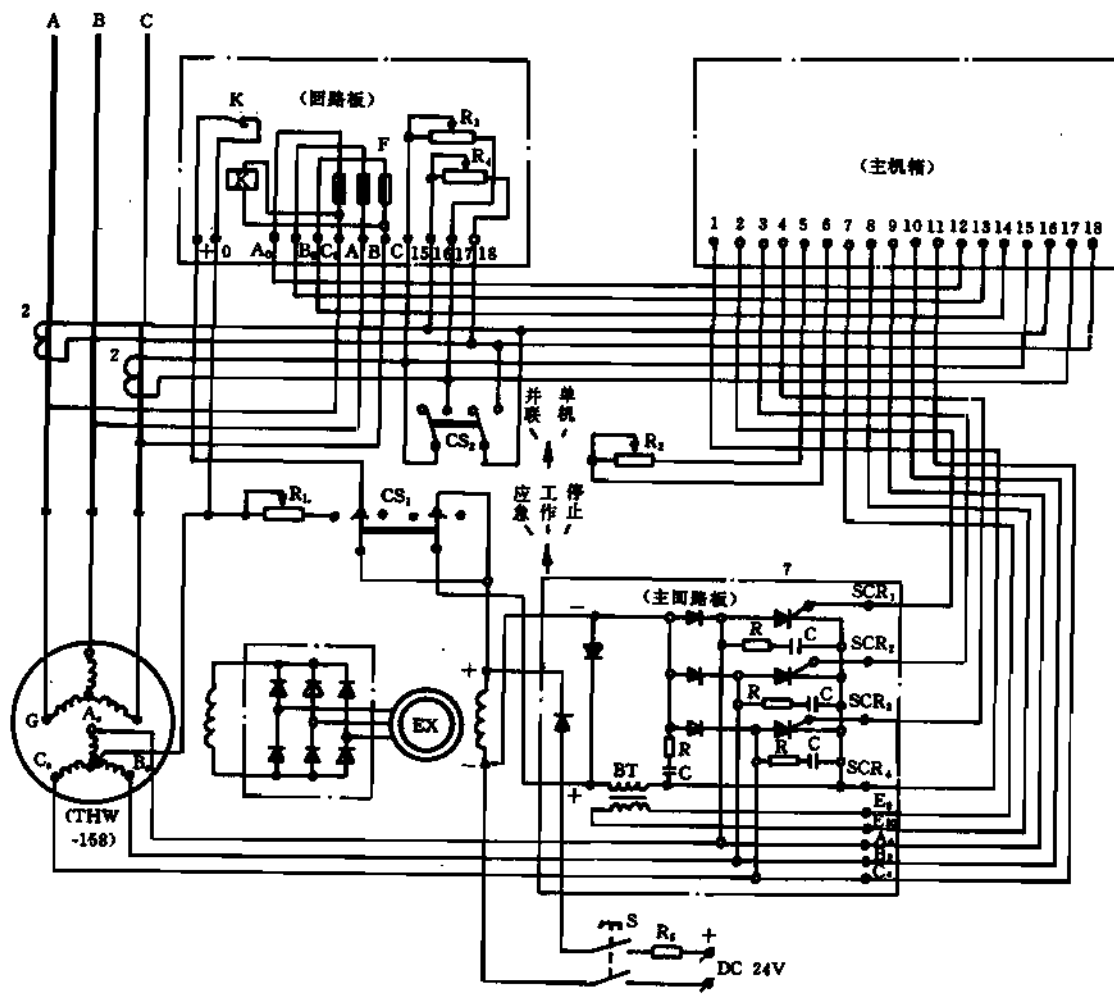 A B C
(回路板)
K
F
R₃
R₄
K
+ 0 A₀ B₀ C₀ A B C 15 16 17 18
(主机箱)
1 2 3 4 5 6 7 8 9 10 11 12 13 14 15 16 17 18
2
2
并联 单机
CS₂
R₂
应急 工作 停止
R₁
CS₁
7
(主回路板)
SCR₁
R C
SCR₂
R C
SCR₃
R C
SCR₄
R
C
BT
E₉
A₀
B₀
C₀
−
+
+
−
EX
G
A₀
C₀ B₀
(THW
-158)
S
R₅
+
DC 24V